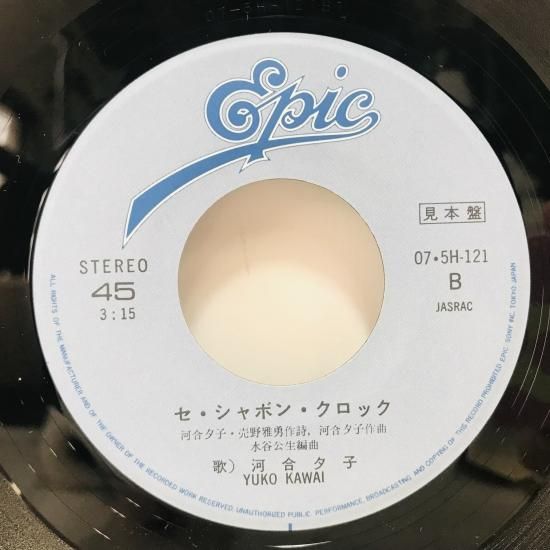 07-5H-121B1
Epic
見本盤
STEREO
45
3:15
07・5H-121
B
JASRAC
セ・シャボン・クロック
河合夕子・売野雅勇作詩, 河合夕子作曲
水谷公生編曲
歌) 河合夕子
YUKO KAWAI
ALL RIGHTS OF THE MANUFACTURER AND OF THE OWNER OF THE RECORDED WORK RESERVED. UNAUTHORIZED PUBLIC PERFORMANCE, BROADCASTING AND COPYING OF THIS RECORD PROHIBITED EPIC/SONY INC. TOKYO JAPAN